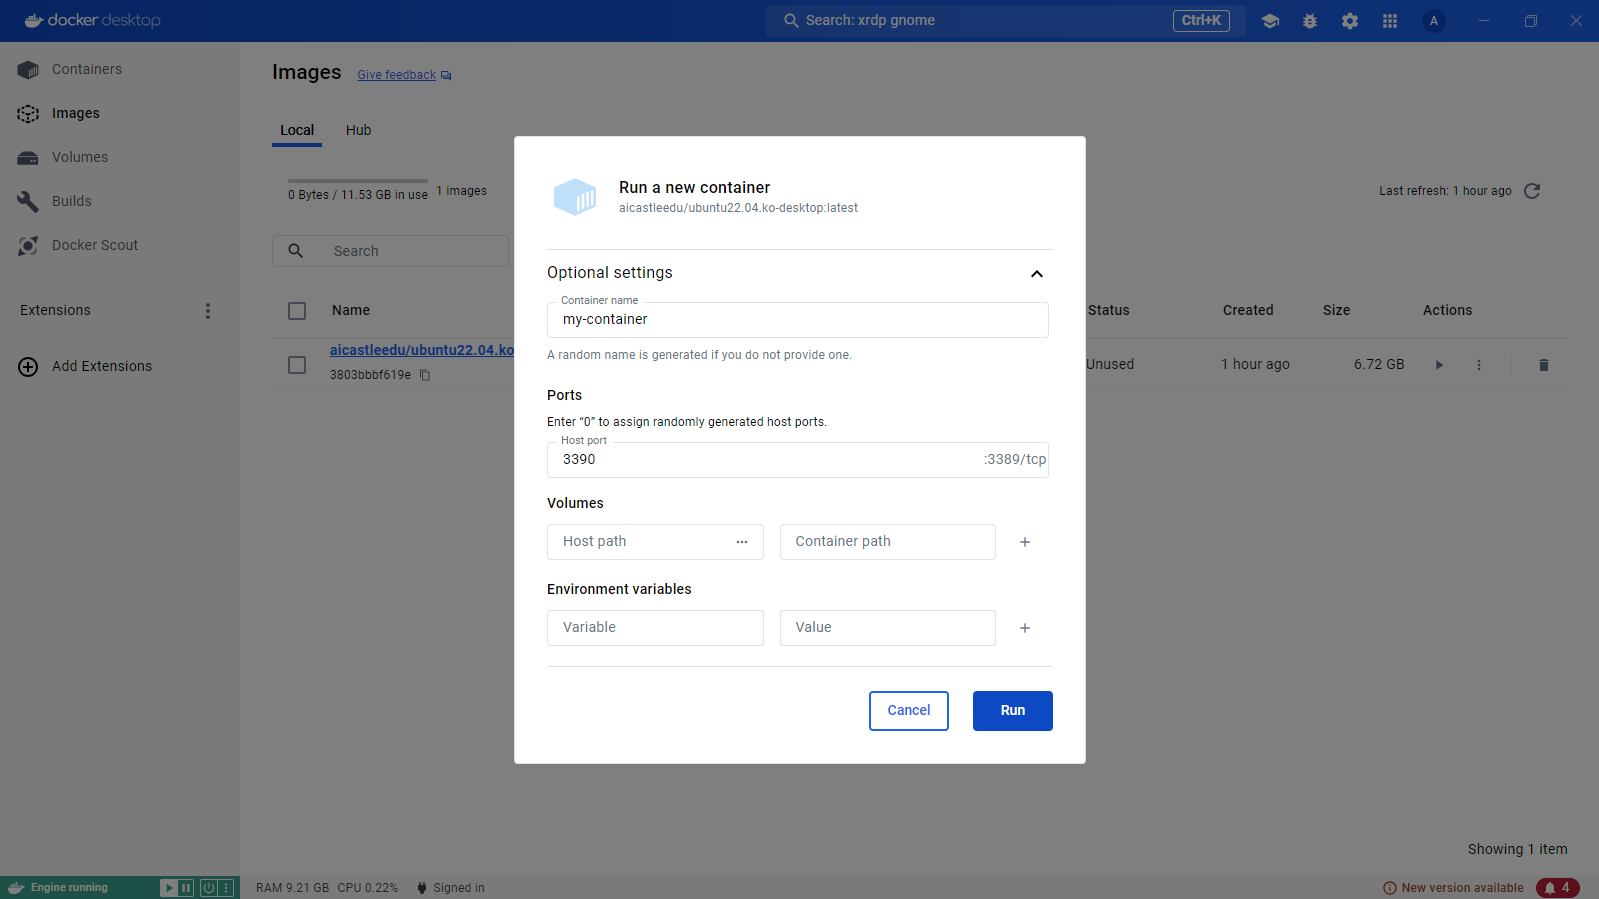 docker desktop
Search: xrdp gnome
Ctrl+K
A
Containers
Images
Volumes
Builds
Docker Scout
Extensions
Add Extensions
Images
Give feedback
Local
Hub
0 Bytes / 11.53 GB in use
1 images
Last refresh: 1 hour ago
Search
Name
Status
Created
Size
Actions
aicastleedu/ubuntu22.04.ko
3803bbbf619e
Unused
1 hour ago
6.72 GB
Run a new container
aicastleedu/ubuntu22.04.ko-desktop:latest
Optional settings
Container name
my-container
A random name is generated if you do not provide one.
Ports
Enter “0” to assign randomly generated host ports.
Host port
3390
:3389/tcp
Volumes
Host path
Container path
Environment variables
Variable
Value
Cancel
Run
Showing 1 item
Engine running
RAM 9.21 GB
CPU 0.22%
Signed in
New version available
4